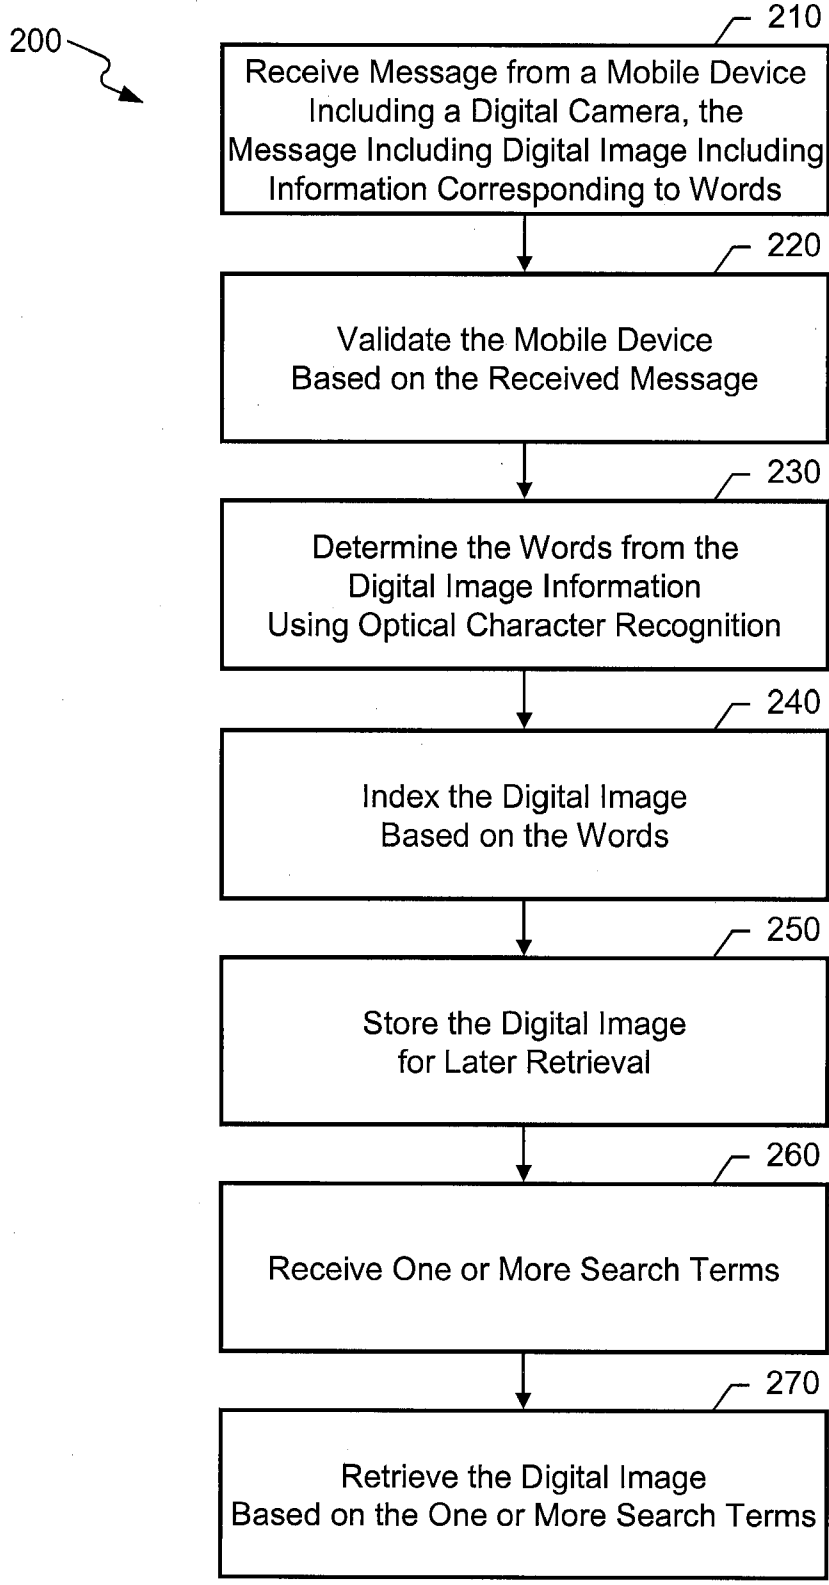 200
210
Receive Message from a Mobile Device
Including a Digital Camera, the
Message Including Digital Image Including
Information Corresponding to Words
220
Validate the Mobile Device
Based on the Received Message
230
Determine the Words from the
Digital Image Information
Using Optical Character Recognition
240
Index the Digital Image
Based on the Words
250
Store the Digital Image
for Later Retrieval
260
Receive One or More Search Terms
270
Retrieve the Digital Image
Based on the One or More Search Terms